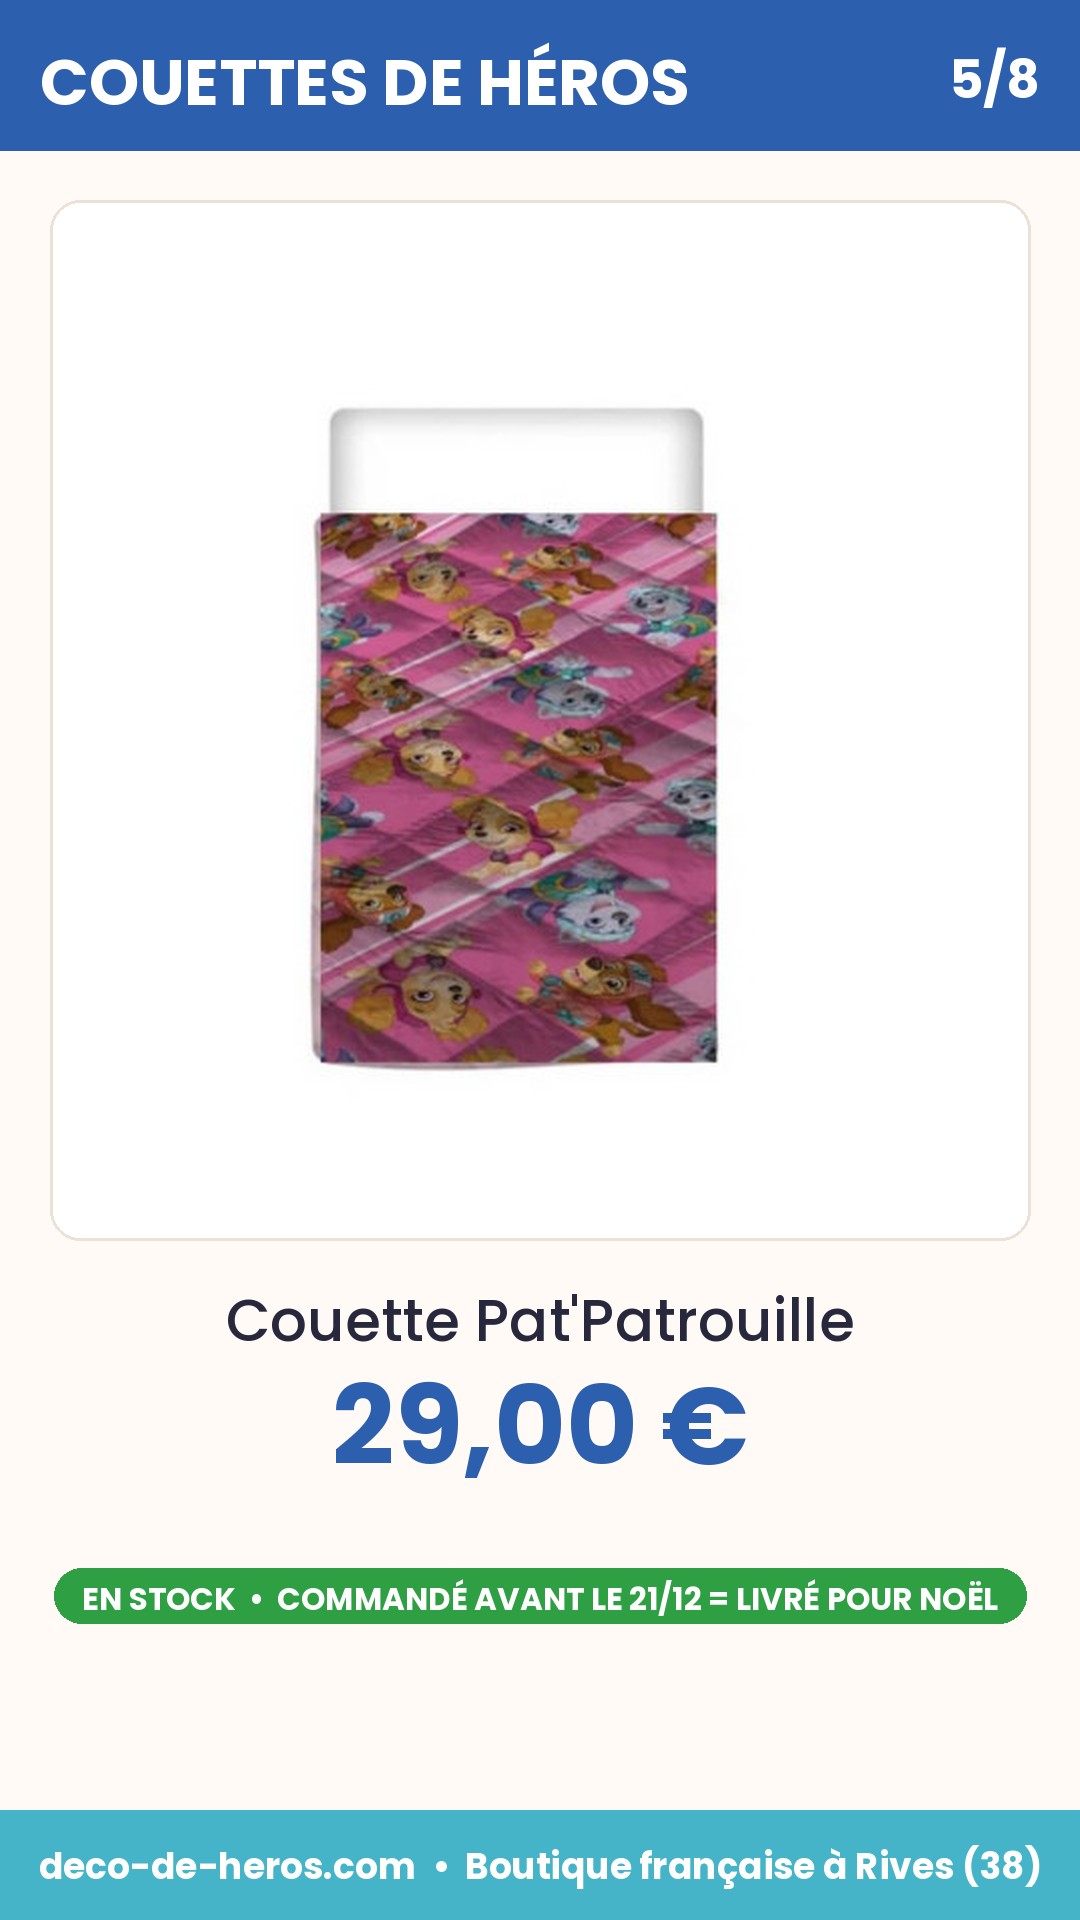 COUETTES DE HÉROS
5/8
Couette Pat'Patrouille
29,00 €
EN STOCK • COMMANDÉ AVANT LE 21/12 = LIVRÉ POUR NOËL
deco-de-heros.com • Boutique française à Rives (38)